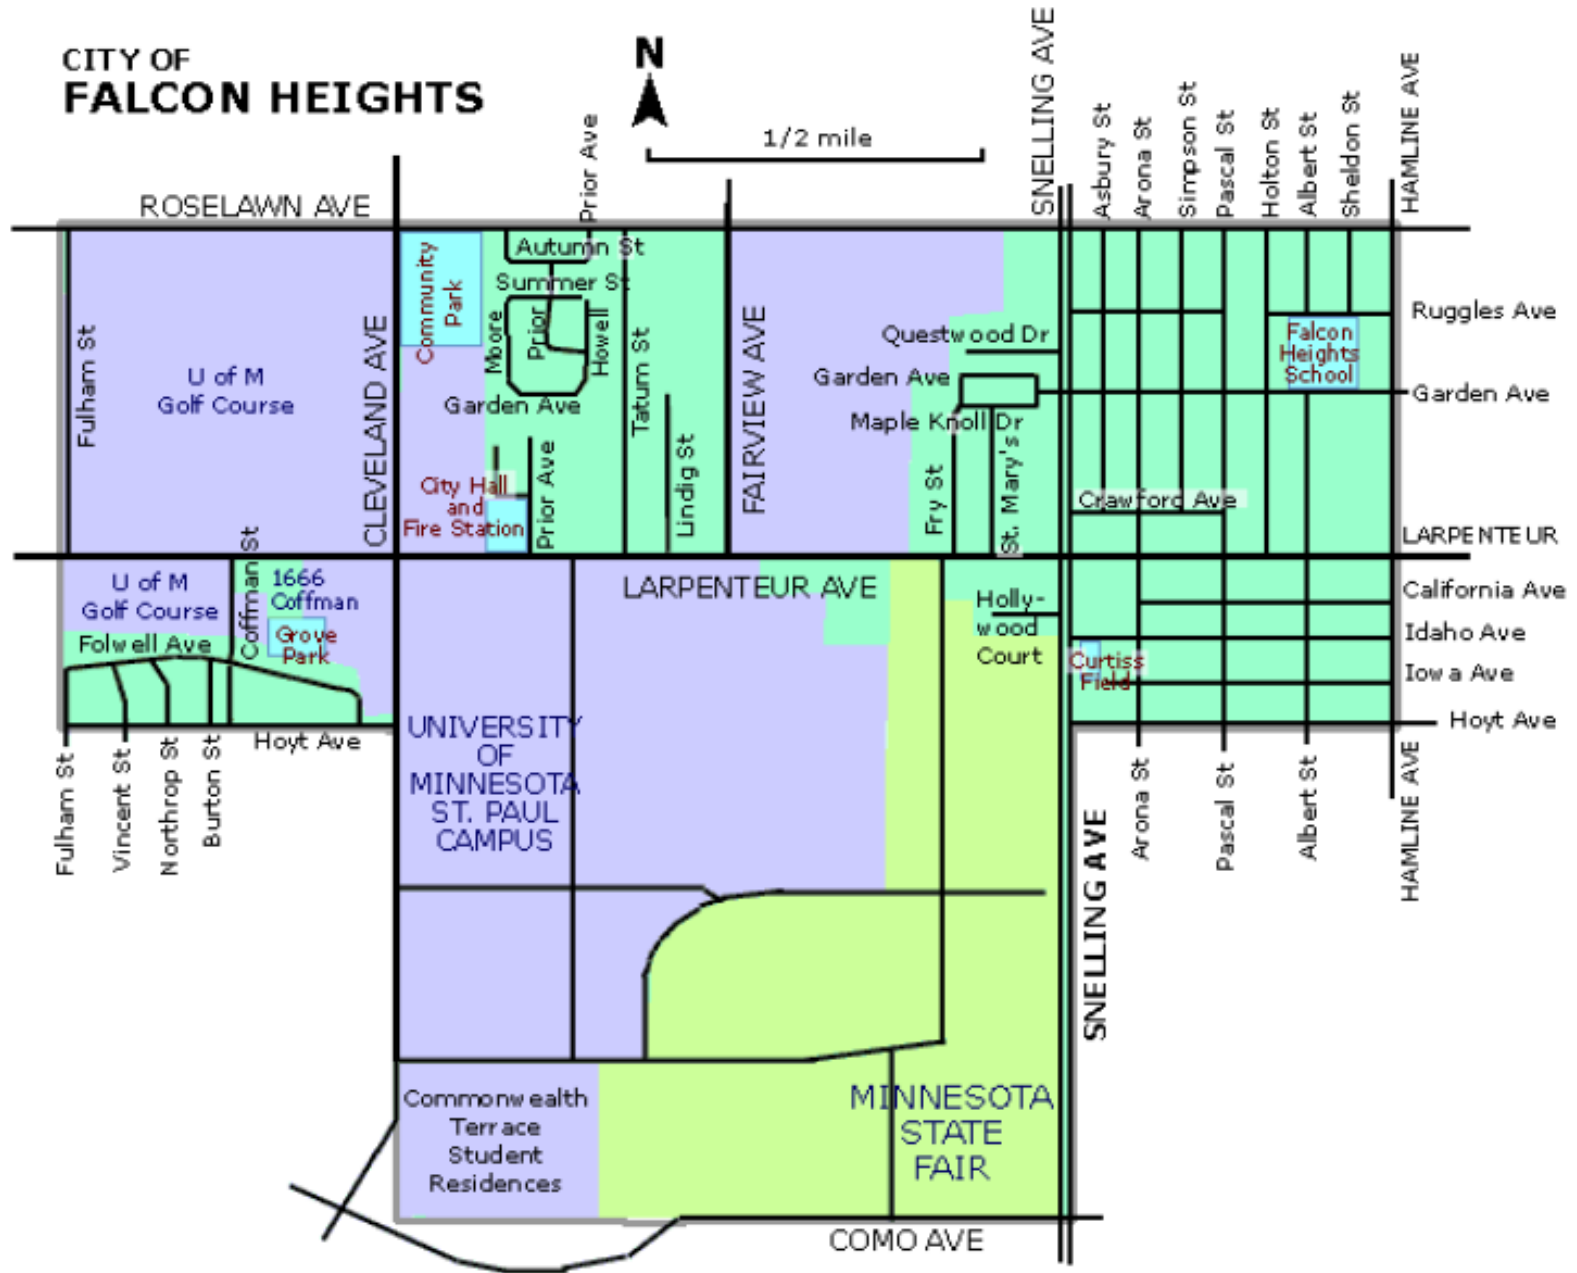 CITY OF
FALCON HEIGHTS
N
1/2 mile
ROSELAWN AVE
Prior Ave
SNELLING AVE
Asbury St
Arona St
Simpson St
Pascal St
Holton St
Albert St
Sheldon St
HAMLINE AVE
Fulham St
U of M
Golf Course
CLEVELAND AVE
Community
Park
Autumn St
Summer St
Moore
Prior
Howell
Garden Ave
Tatum St
Lindig St
FAIRVIEW AVE
City Hall
and
Fire Station
Prior Ave
Questwood Dr
Garden Ave
Maple Knoll Dr
Fry St
St. Mary's
Ruggles Ave
Falcon
Heights
School
Garden Ave
Crawford Ave
LARPENTEUR
U of M
Golf Course
Coffman St
1666
Coffman
Grove
Park
Folwell Ave
LARPENTEUR AVE
Holly-
wood
Court
California Ave
Idaho Ave
Curtiss
Field
Iowa Ave
Hoyt Ave
Hoyt Ave
Fulham St
Vincent St
Northrop St
Burton St
UNIVERSITY
OF
MINNESOTA
ST. PAUL
CAMPUS
SNELLING AVE
Arona St
Pascal St
Albert St
HAMLINE AVE
Commonwealth
Terrace
Student
Residences
MINNESOTA
STATE
FAIR
COMO AVE